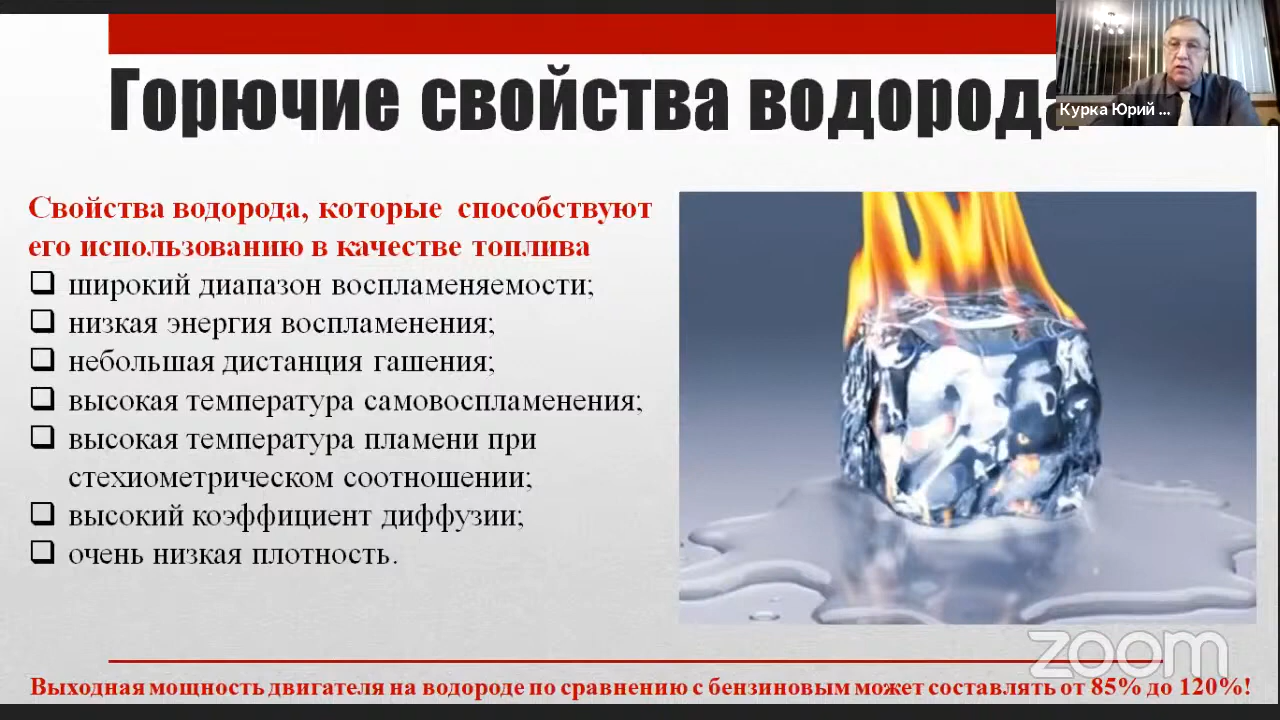 Горючие свойства водорода
Курка Юрий ...
Свойства водорода, которые способствуют
его использованию в качестве топлива
широкий диапазон воспламеняемости;
низкая энергия воспламенения;
небольшая дистанция гашения;
высокая температура самовоспламенения;
высокая температура пламени при
стехиометрическом соотношении;
высокий коэффициент диффузии;
очень низкая плотность.
zoom
Выходная мощность двигателя на водороде по сравнению с бензиновым может составлять от 85% до 120%!